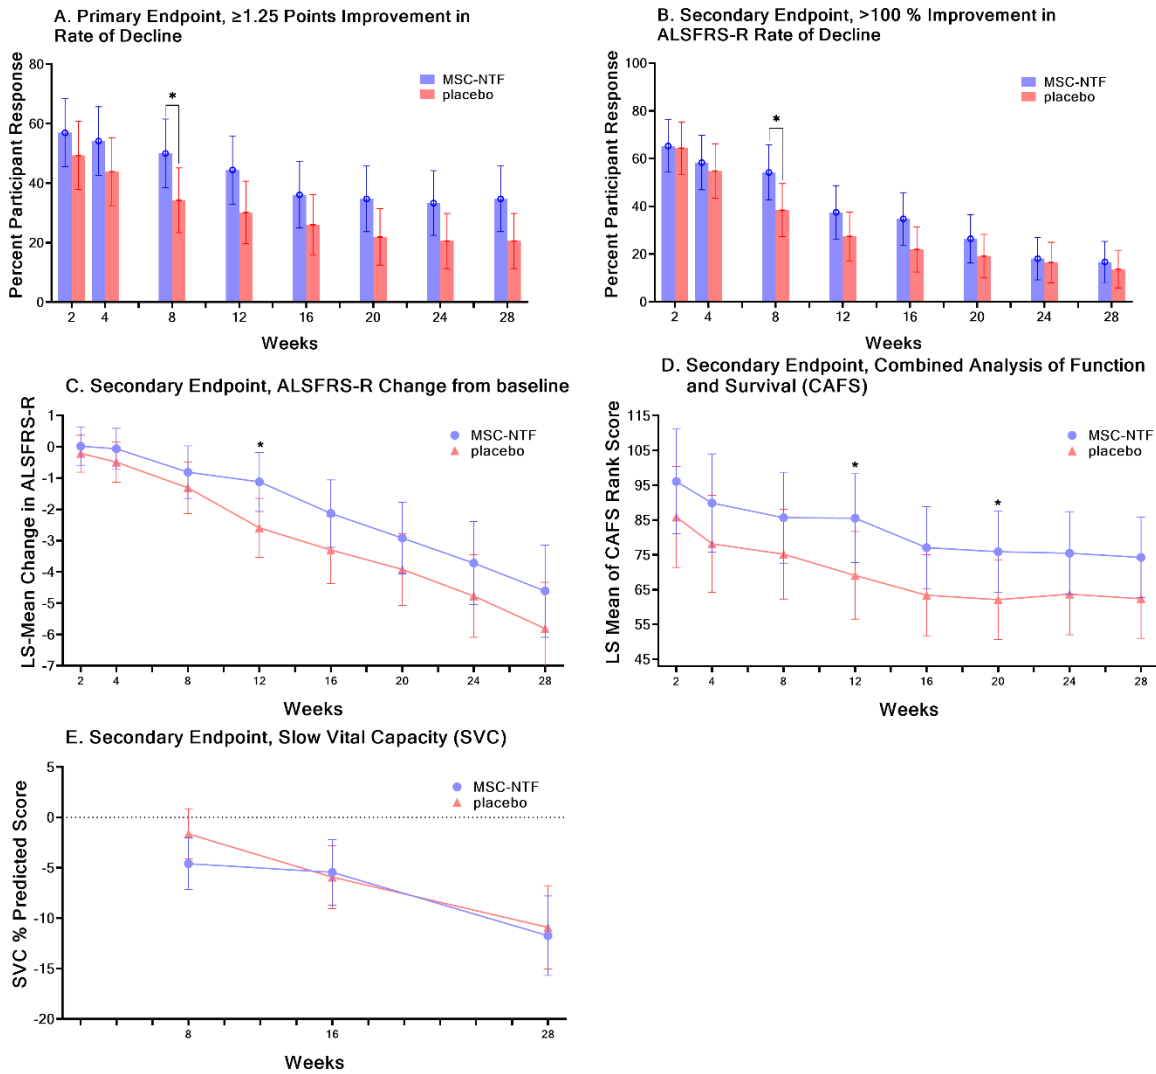 A. Primary Endpoint, ≥1.25 Points Improvement in
Rate of Decline
80
60
40
20
0
Percent Participant Response
MSC-NTF
placebo
*
2 4 8 12 16 20 24 28
Weeks
B. Secondary Endpoint, >100 % Improvement in
ALSFRS-R Rate of Decline
100
80
60
40
20
0
Percent Participant Response
MSC-NTF
placebo
*
2 4 8 12 16 20 24 28
Weeks
C. Secondary Endpoint, ALSFRS-R Change from baseline
1
0
-1
-2
-3
-4
-5
-6
-7
LS-Mean Change in ALSFRS-R
MSC-NTF
placebo
*
2 4 8 12 16 20 24 28
Weeks
D. Secondary Endpoint, Combined Analysis of Function
and Survival (CAFS)
115
105
95
85
75
65
55
45
LS Mean of CAFS Rank Score
MSC-NTF
placebo
*
*
2 4 8 12 16 20 24 28
Weeks
E. Secondary Endpoint, Slow Vital Capacity (SVC)
5
0
-5
-10
-15
-20
SVC % Predicted Score
MSC-NTF
placebo
8 16 28
Weeks